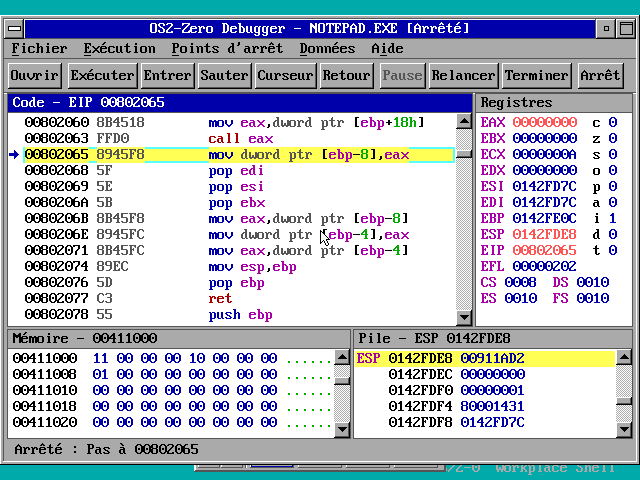 OS2-Zero Debugger - NOTEPAD.EXE [Arrêté]
Fichier Exécution Points d'arrêt Données Aide
Ouvrir Exécuter Entrer Sauter Curseur Retour Pause Relancer Terminer Arrêt
Code - EIP 00802065
00802060 8B4518 mov eax,dword ptr [ebp+18h]
00802063 FFD0 call eax
00802065 8945F8 mov dword ptr [ebp-8],eax
00802068 5F pop edi
00802069 5E pop esi
0080206A 5B pop ebx
0080206B 8B45F8 mov eax,dword ptr [ebp-8]
0080206E 8945FC mov dword ptr [ebp-4],eax
00802071 8B45FC mov eax,dword ptr [ebp-4]
00802074 89EC mov esp,ebp
00802076 5D pop ebp
00802077 C3 ret
00802078 55 push ebp
Registres
EAX 00000000 c 0
EBX 00000000 z 0
ECX 0000000A s 0
EDX 00000000 o 0
ESI 0142FD7C p 0
EDI 0142FD7C a 0
EBP 0142FE0C i 1
ESP 0142FDE8 d 0
EIP 00802065 t 0
EFL 00000202
CS 0008 DS 0010
ES 0010 FS 0010
Mémoire - 00411000
00411000 11 00 00 00 10 00 00 00 ......
00411008 01 00 00 00 00 00 00 00 ......
00411010 00 00 00 00 00 00 00 00 ......
00411018 00 00 00 00 00 00 00 00 ......
00411020 00 00 00 00 00 00 00 00 ......
Pile - ESP 0142FDE8
ESP 0142FDE8 00911AD2
0142FDEC 00000000
0142FDF0 00000001
0142FDF4 80001431
0142FDF8 0142FD7C
Arrêté : Pas à 00802065
/2-0 Workplace Shell